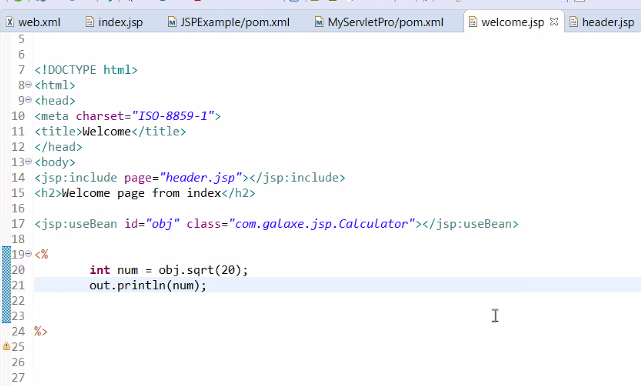 web.xml index.jsp JSPExample/pom.xml MyServletPro/pom.xml welcome.jsp header.jsp
5
6
7 <!DOCTYPE html>
8 <html>
9 <head>
10 <meta charset="ISO-8859-1">
11 <title>Welcome</title>
12 </head>
13 <body>
14 <jsp:include page="header.jsp"></jsp:include>
15 <h2>Welcome page from index</h2>
16
17 <jsp:useBean id="obj" class="com.galaxe.jsp.Calculator"></jsp:useBean>
18
19 <%
20 int num = obj.sqrt(20);
21 out.println(num);
22
23
24 %>
25
26
27